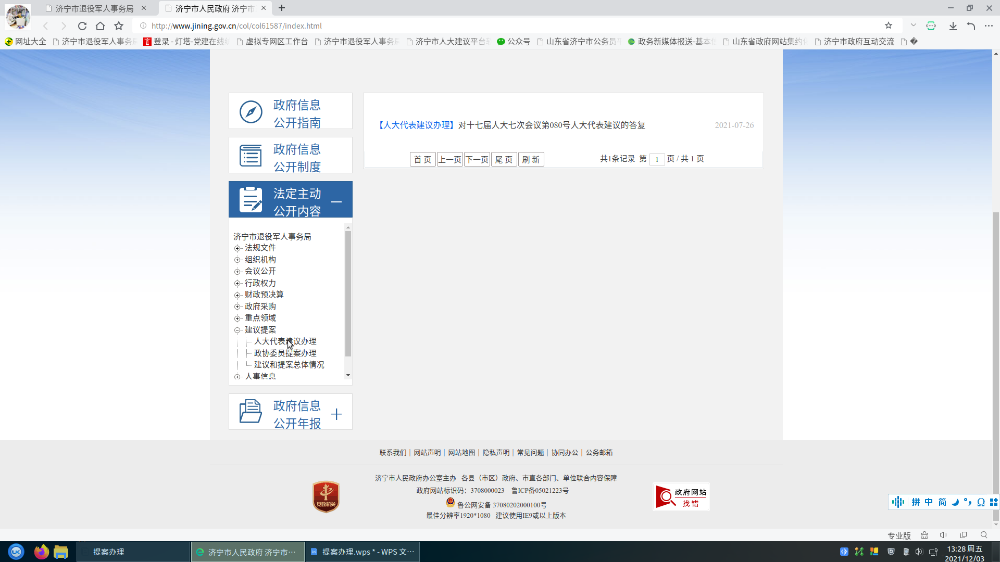 济宁市退役军人事务局
济宁市人民政府 济宁市
http://www.jining.gov.cn/col/col61587/index.html
网址大全 济宁市退役军人事务局 登录 - 灯塔-党建在线 虚拟专网区工作台 济宁市退役军人事务局 济宁市人大建议平台 公众号 山东省济宁市公务员 政务新媒体报送-基本 山东省政府网站集约 济宁市政府互动交流
政府信息
公开指南
政府信息
公开制度
法定主动
公开内容
济宁市退役军人事务局
法规文件
组织机构
会议公开
行政权力
财政预决算
政府采购
重点领域
建议提案
人大代表建议办理
政协委员提案办理
建议和提案总体情况
人事信息
政府信息
公开年报
【人大代表建议办理】对十七届人大七次会议第080号人大代表建议的答复 2021-07-26
首 页 上一页 下一页 尾 页 刷 新 共1条记录 第 1 页 / 共 1 页
联系我们 | 网站声明 | 网站地图 | 隐私声明 | 常见问题 | 协同办公 | 公务邮箱
济宁市人民政府办公室主办 各县（市区）政府、市直各部门、单位联合内容保障
政府网站标识码：3708000023 鲁ICP备05021223号
鲁公网安备 37080202000100号
最佳分辨率1920*1080 建议使用IE9或以上版本
党政机关
政府网站
找错
拼 中 简
专业版
提案办理
济宁市人民政府 济宁市···
提案办理.wps * - WPS 文···
13:28 周五
2021/12/03